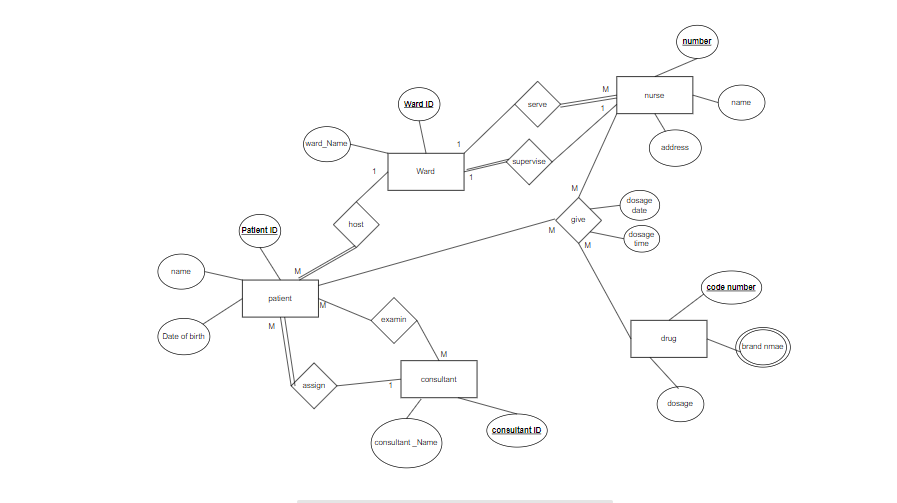 number
M
nurse
name
serve
1
Ward ID
address
ward_Name
1
Ward
supervise
1
1
M
dosage
date
give
host
M
dosage
time
M
Patient ID
name
M
patient
M
code number
Date of birth
M
examin
drug
brand nmae
M
consultant
assign
1
dosage
consultant _Name
consultant ID